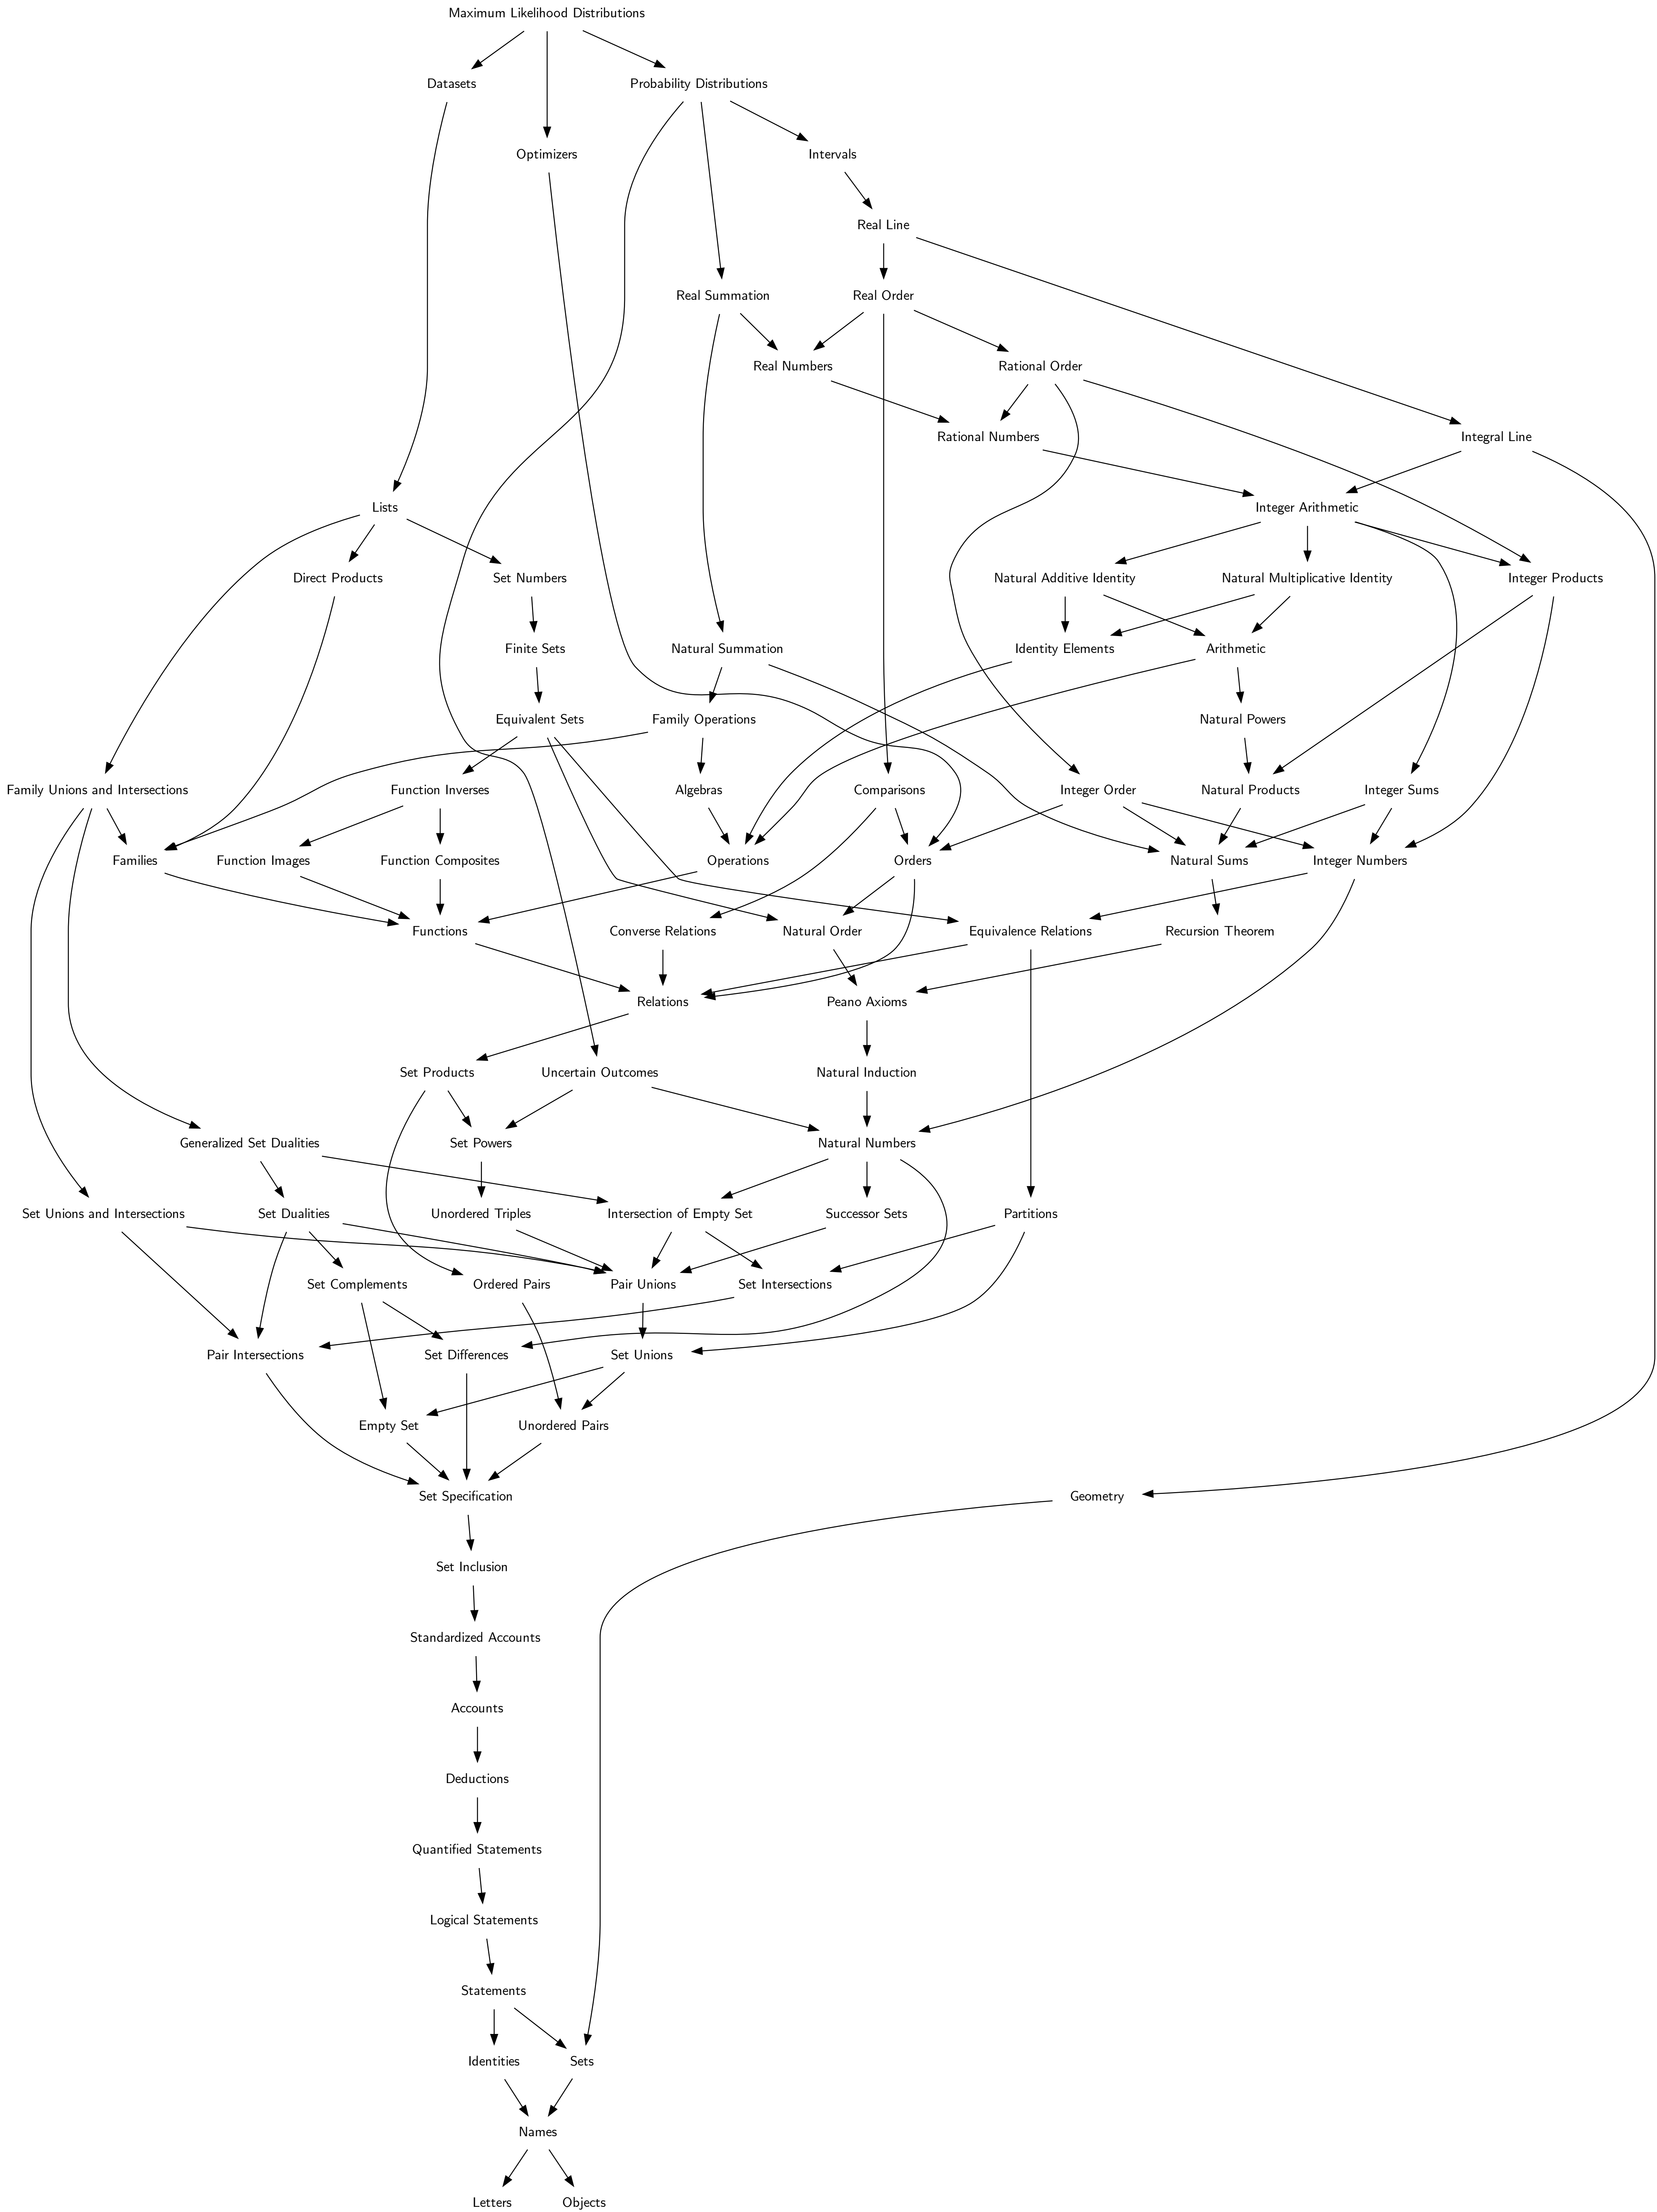 Maximum Likelihood Distributions
Datasets
Probability Distributions
Optimizers
Intervals
Real Line
Real Summation
Real Order
Real Numbers
Rational Order
Rational Numbers
Integral Line
Lists
Integer Arithmetic
Direct Products
Set Numbers
Natural Additive Identity
Natural Multiplicative Identity
Integer Products
Finite Sets
Natural Summation
Identity Elements
Arithmetic
Equivalent Sets
Family Operations
Natural Powers
Family Unions and Intersections
Function Inverses
Algebras
Comparisons
Integer Order
Natural Products
Integer Sums
Families
Function Images
Function Composites
Operations
Orders
Natural Sums
Integer Numbers
Functions
Converse Relations
Natural Order
Equivalence Relations
Recursion Theorem
Relations
Peano Axioms
Set Products
Uncertain Outcomes
Natural Induction
Generalized Set Dualities
Set Powers
Natural Numbers
Set Unions and Intersections
Set Dualities
Unordered Triples
Intersection of Empty Set
Successor Sets
Partitions
Set Complements
Ordered Pairs
Pair Unions
Set Intersections
Pair Intersections
Set Differences
Set Unions
Empty Set
Unordered Pairs
Set Specification
Geometry
Set Inclusion
Standardized Accounts
Accounts
Deductions
Quantified Statements
Logical Statements
Statements
Identities
Sets
Names
Letters
Objects